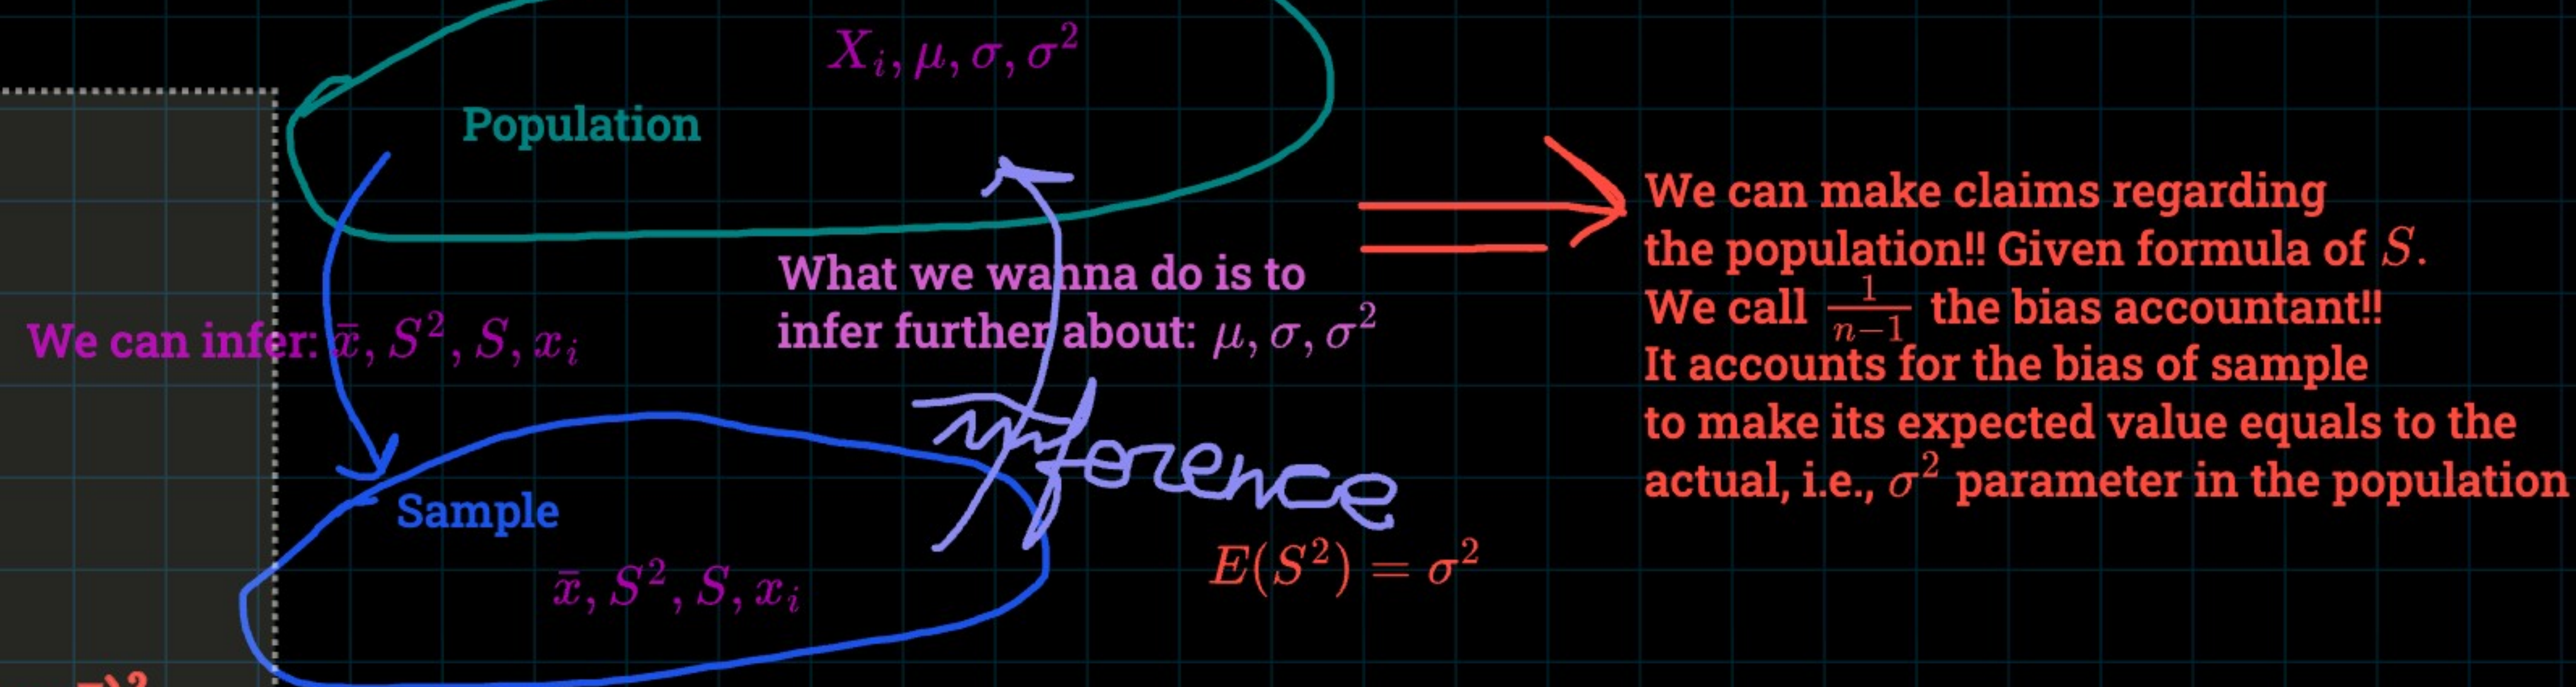 X_i, μ, σ, σ²
Population
We can infer: x̄, S², S, x_i
What we wanna do is to
infer further about: μ, σ, σ²
Inference
Sample
x̄, S², S, x_i
E(S²) = σ²
We can make claims regarding
the population!! Given formula of S.
We call 1/(n−1) the bias accountant!!
It accounts for the bias of sample
to make its expected value equals to the
actual, i.e., σ² parameter in the population